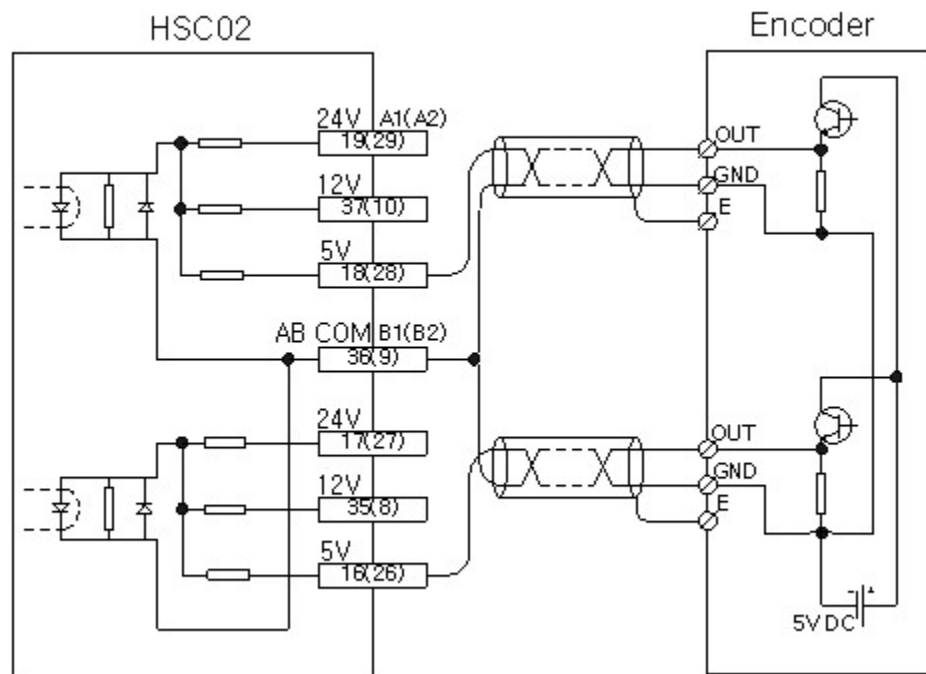 HSC02
Encoder
24V A1(A2)
19(29)
12V
37(10)
5V
18(28)
AB COM B1(B2)
36(9)
24V
17(27)
12V
35(8)
5V
16(26)
OUT
GND
E
OUT
GND
E
- +
5V DC